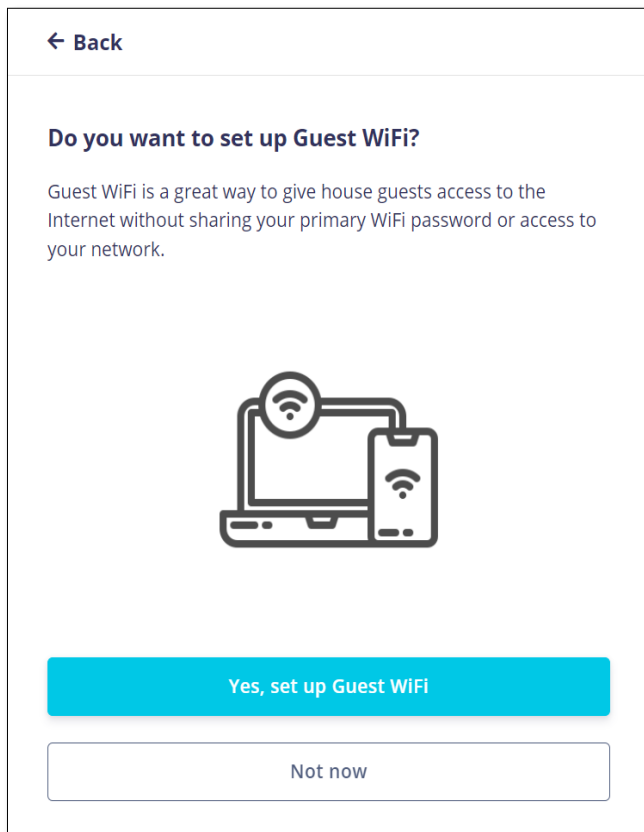 ← Back
Do you want to set up Guest WiFi?
Guest WiFi is a great way to give house guests access to the
Internet without sharing your primary WiFi password or access to
your network.
Yes, set up Guest WiFi
Not now